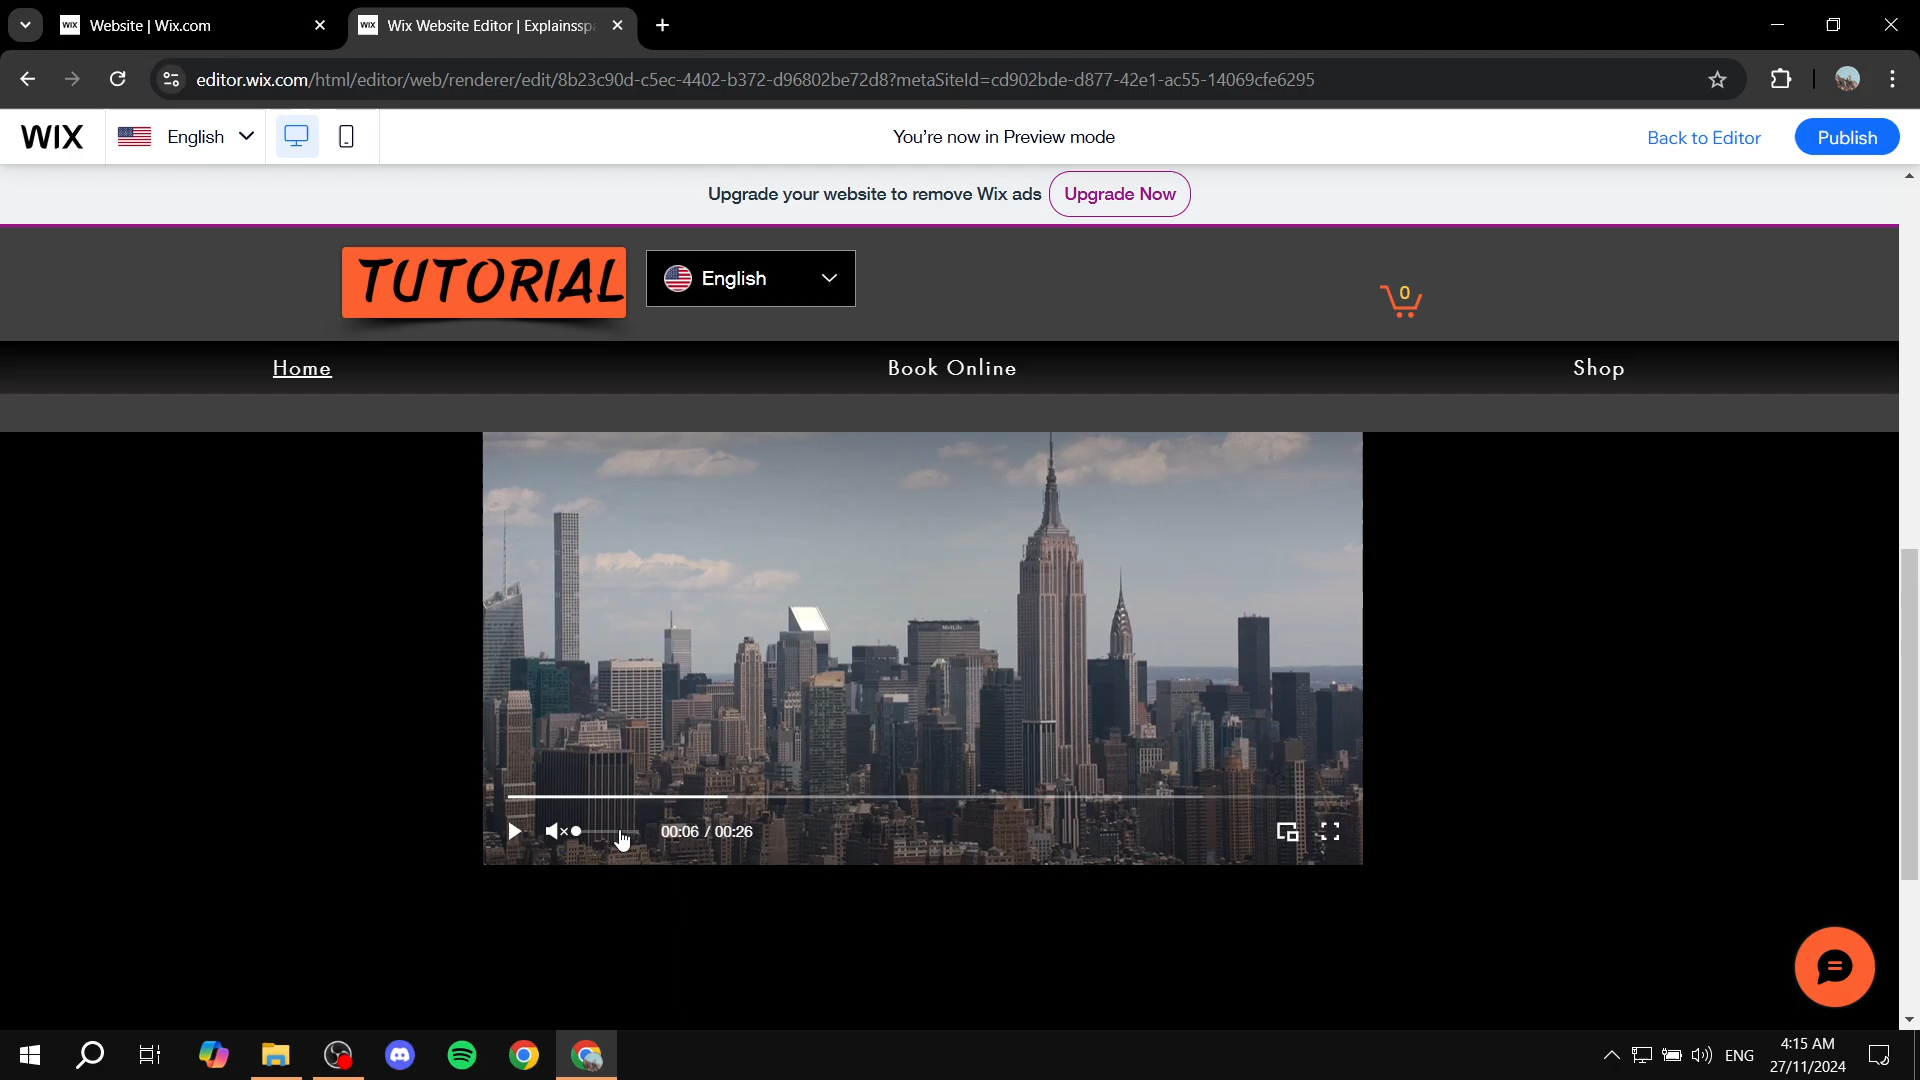 Website | Wix.com
Wix Website Editor | Explainssp
editor.wix.com/html/editor/web/renderer/edit/8b23c90d-c5ec-4402-b372-d96802be72d8?metaSiteId=cd902bde-d877-42e1-ac55-14069cfe6295
WIX
English
You're now in Preview mode
Back to Editor
Publish
Upgrade your website to remove Wix ads
Upgrade Now
TUTORIAL
English
0
Home
Book Online
Shop
MetLife
00:06 / 00:26
ENG
4:15 AM
27/11/2024